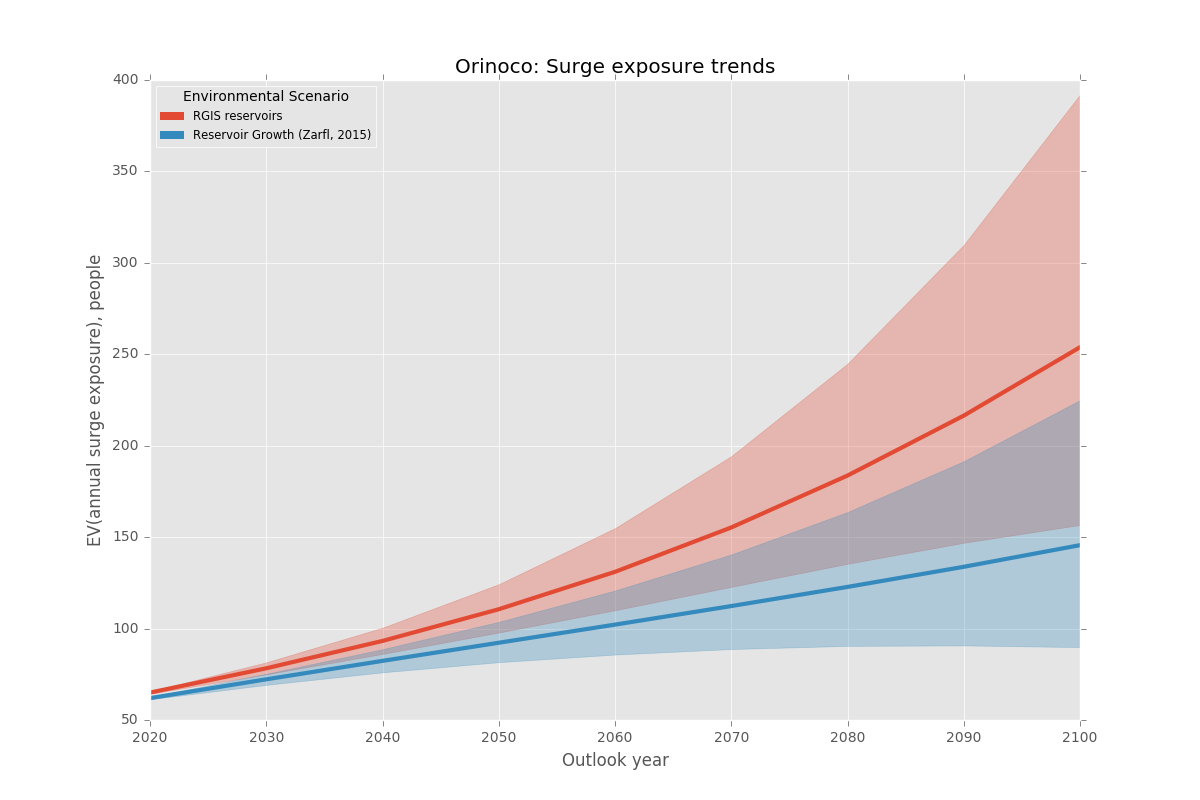 Orinoco: Surge exposure trends
Environmental Scenario
RGIS reservoirs
Reservoir Growth (Zarfl, 2015)
EV(annual surge exposure), people
400
350
300
250
200
150
100
50
2020 2030 2040 2050 2060 2070 2080 2090 2100
Outlook year